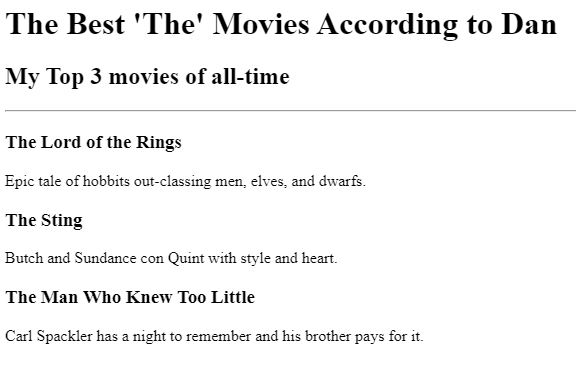 The Best 'The' Movies According to Dan
My Top 3 movies of all-time
The Lord of the Rings
Epic tale of hobbits out-classing men, elves, and dwarfs.
The Sting
Butch and Sundance con Quint with style and heart.
The Man Who Knew Too Little
Carl Spackler has a night to remember and his brother pays for it.